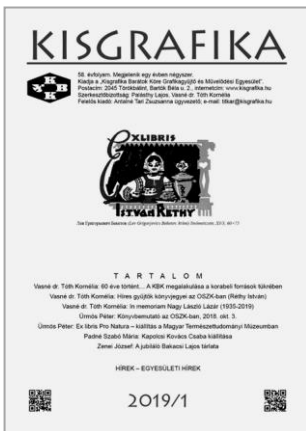 KISGRAFIKA
58. évfolyam. Megjelenik egy évben négyszer.
Kiadja a „Kisgrafika Barátok Köre Grafikagyűjtő és Művelődési Egyesület”.
Postacím: 2045 Törökbálint, Bartók Béla u. 2., internetcím: www.kisgrafika.hu
Szerkesztőbizottság: Palásthy Lajos, Vasné dr. Tóth Kornélia
Felelős kiadó: Antalné Tari Zsuzsanna ügyvezető; e-mail: titkar@kisgrafika.hu
KBK
EXLIBRIS
ISTVÁN RÉTHY
TARTALOM
Vasné dr. Tóth Kornélia: 60 éve történt... A KBK megalakulása a korabeli források tükrében
Vasné dr. Tóth Kornélia: Híres gyűjtők könyvjegyei az OSZK-ban (Réthy István)
Vasné dr. Tóth Kornélia: In memoriam Nagy László Lázár (1935-2019)
Ürmös Péter: Könyvbemutató az OSZK-ban, 2018. okt. 3.
Ürmös Péter: Ex libris Pro Natura – kiállítás a Magyar Természettudományi Múzeumban
Padné Szabó Mária: Kapolcsi Kovács Csaba kiállítása
Zenei József: A jubiláló Bakacsi Lajos tárlata
HÍREK – EGYESÜLETI HÍREK
2019/1